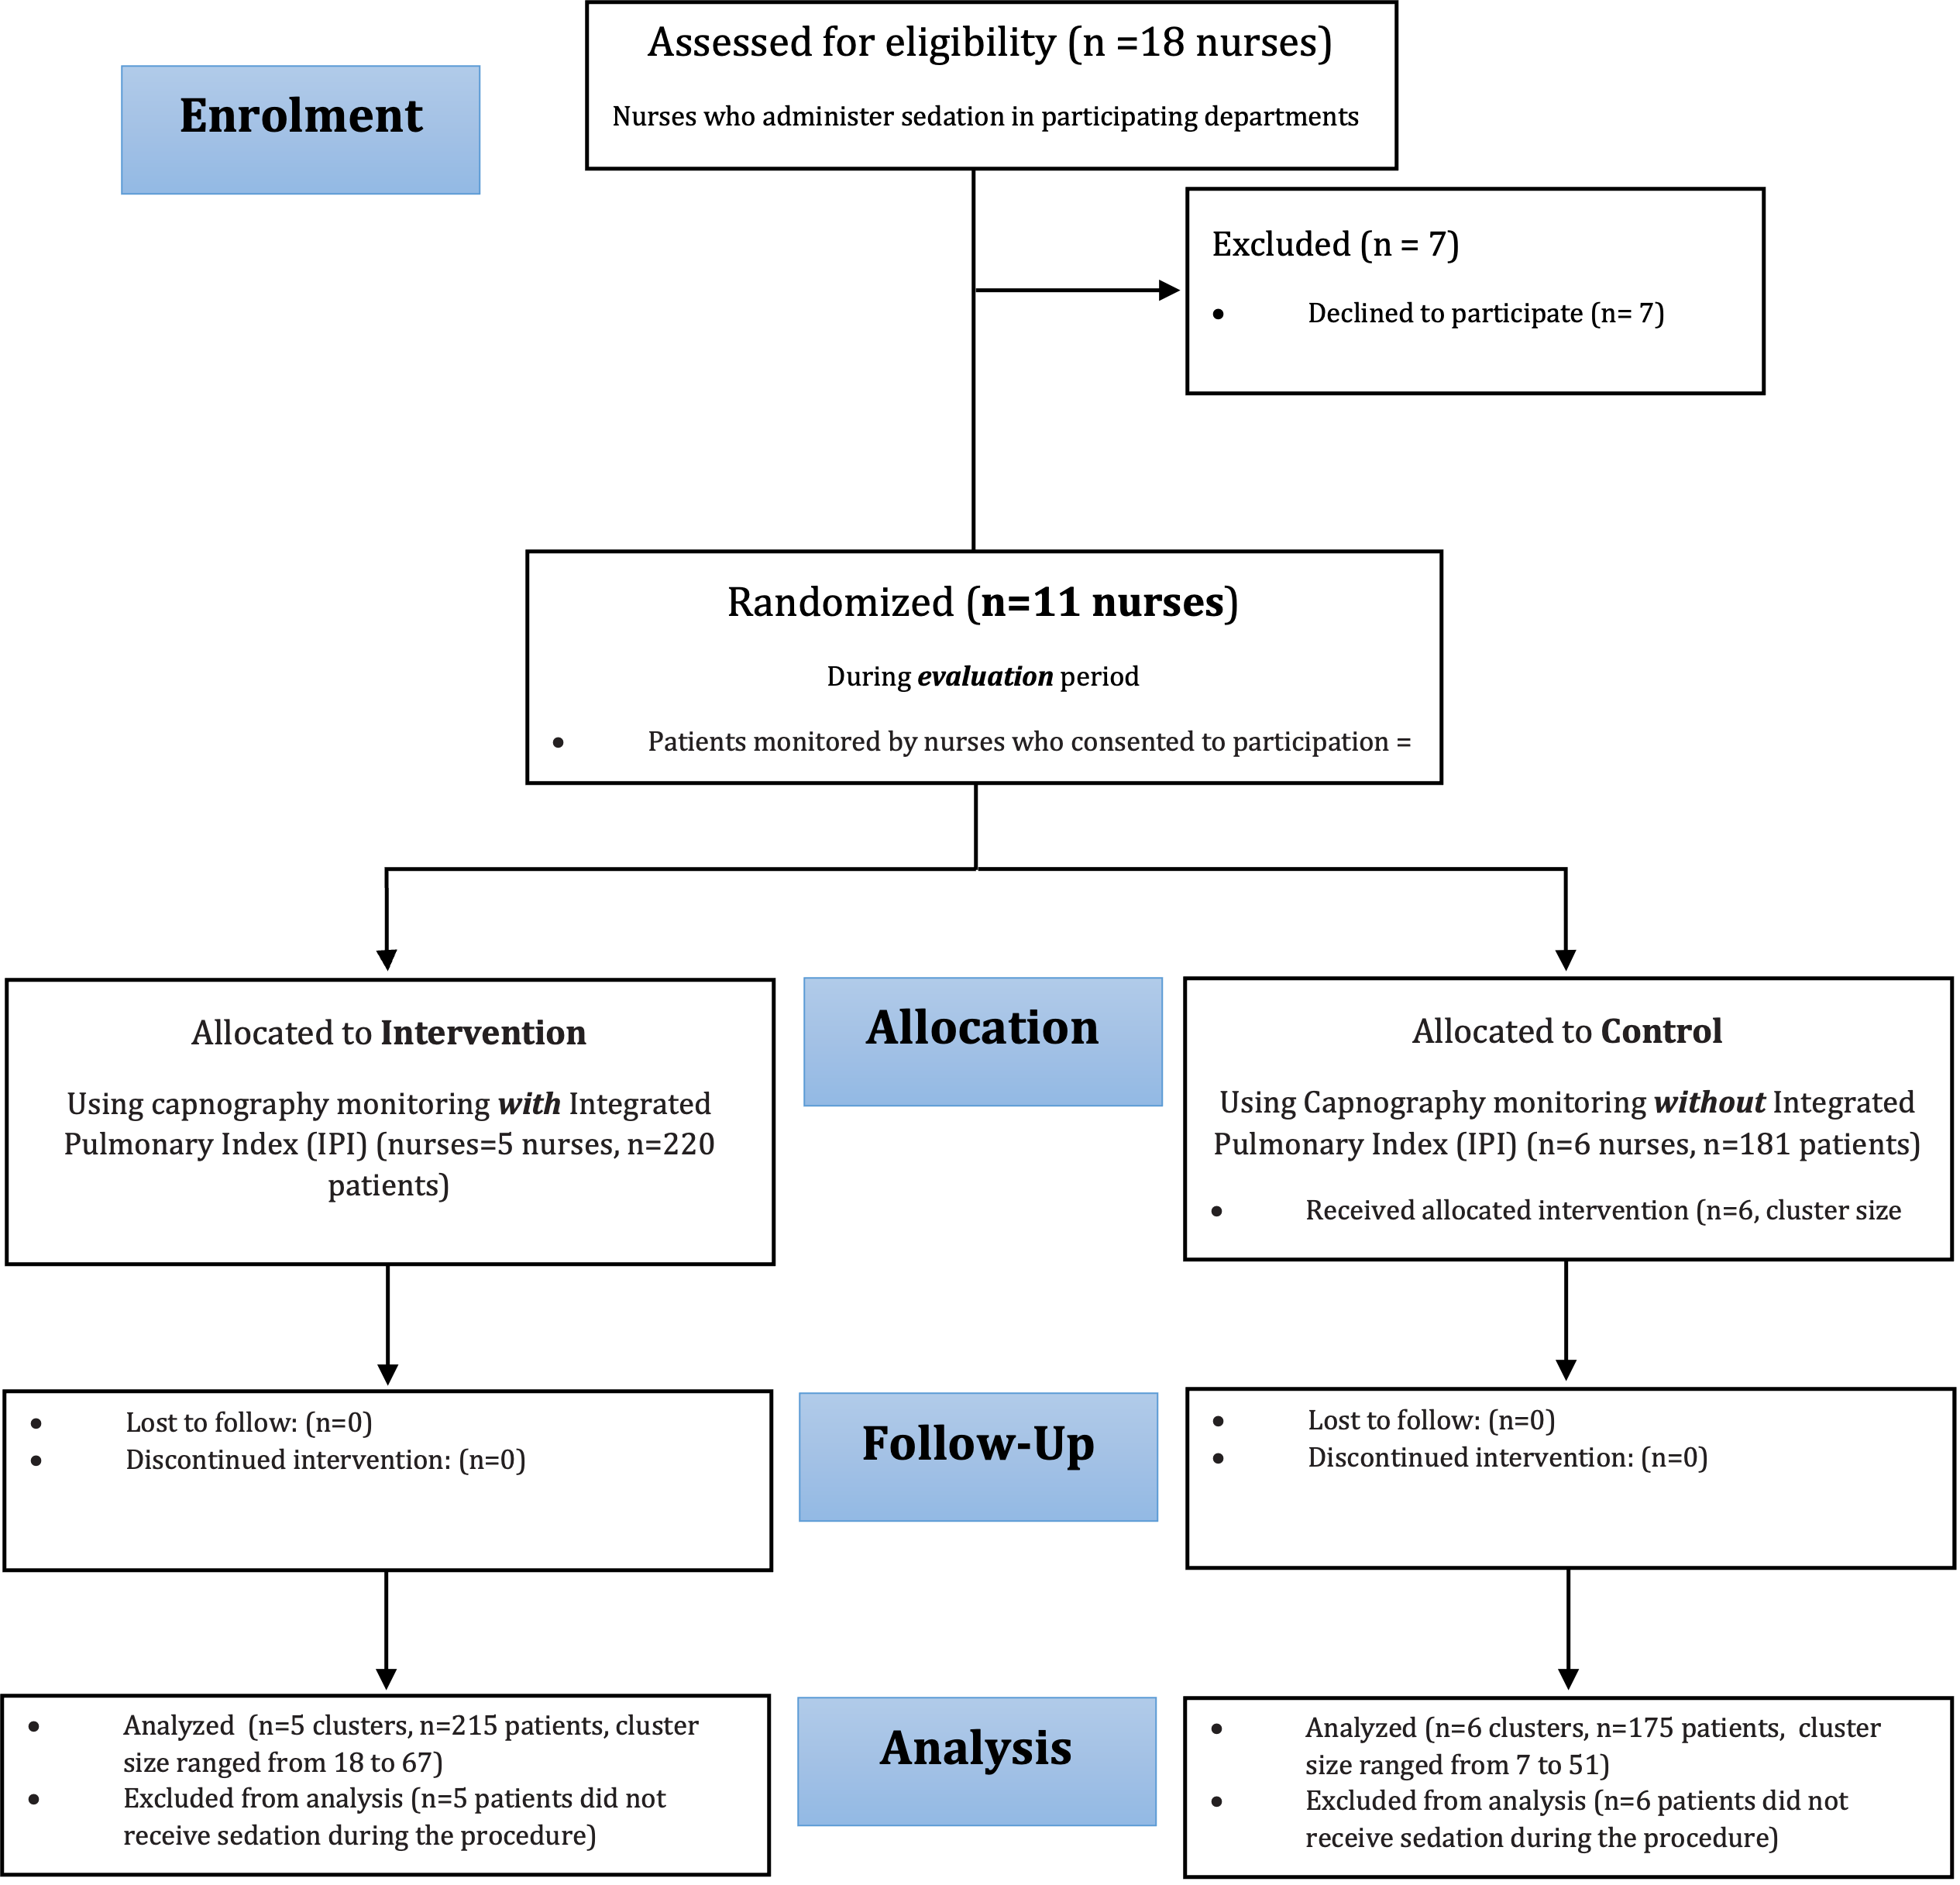 Assessed for eligibility (n =18 nurses)
Nurses who administer sedation in participating departments
Enrolment
Excluded (n = 7)
• Declined to participate (n= 7)
Randomized (n=11 nurses)
During evaluation period
• Patients monitored by nurses who consented to participation =
Allocated to Intervention
Using capnography monitoring with Integrated
Pulmonary Index (IPI) (nurses=5 nurses, n=220
patients)
Allocation
Allocated to Control
Using Capnography monitoring without Integrated
Pulmonary Index (IPI) (n=6 nurses, n=181 patients)
• Received allocated intervention (n=6, cluster size
• Lost to follow: (n=0)
• Discontinued intervention: (n=0)
Follow-Up
• Lost to follow: (n=0)
• Discontinued intervention: (n=0)
• Analyzed (n=5 clusters, n=215 patients, cluster
size ranged from 18 to 67)
• Excluded from analysis (n=5 patients did not
receive sedation during the procedure)
Analysis
• Analyzed (n=6 clusters, n=175 patients, cluster
size ranged from 7 to 51)
• Excluded from analysis (n=6 patients did not
receive sedation during the procedure)